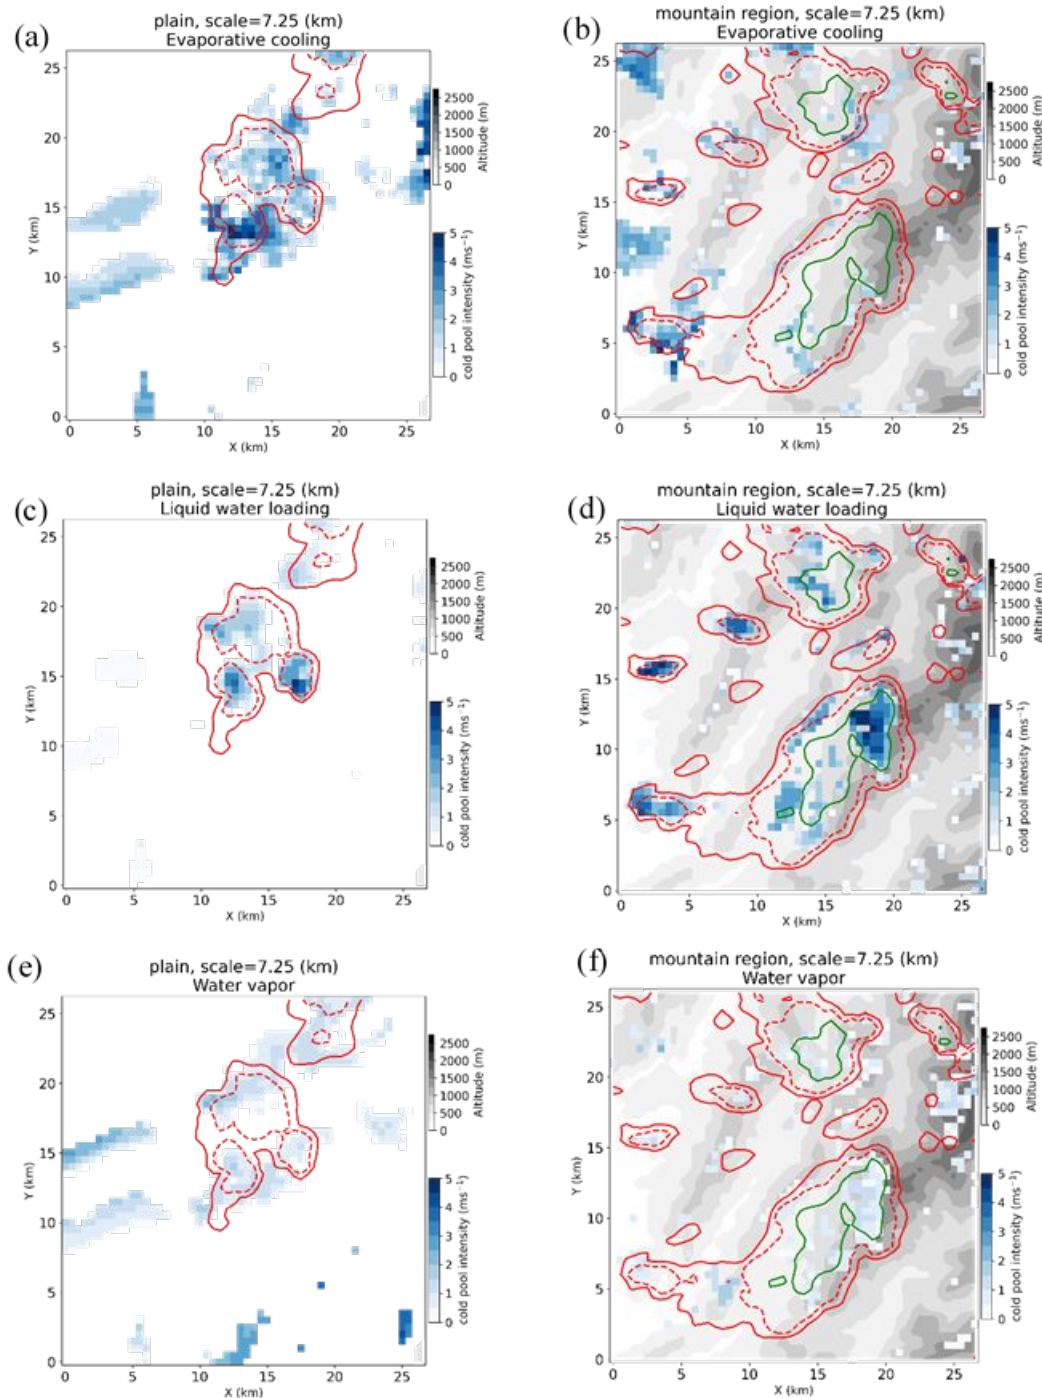 (a)
plain, scale=7.25 (km)
Evaporative cooling
25
20
15
10
5
0
Y (km)
0 5 10 15 20 25
X (km)
2500
2000
1500
1000
500
0
Altitude (m)
5
4
3
2
1
0
cold pool intensity (ms⁻¹)
(b)
mountain region, scale=7.25 (km)
Evaporative cooling
25
20
15
10
5
0
Y (km)
0 5 10 15 20 25
X (km)
2500
2000
1500
1000
500
0
Altitude (m)
5
4
3
2
1
0
cold pool intensity (ms⁻¹)
(c)
plain, scale=7.25 (km)
Liquid water loading
25
20
15
10
5
0
Y (km)
0 5 10 15 20 25
X (km)
2500
2000
1500
1000
500
0
Altitude (m)
5
4
3
2
1
0
cold pool intensity (ms⁻¹)
(d)
mountain region, scale=7.25 (km)
Liquid water loading
25
20
15
10
5
0
Y (km)
0 5 10 15 20 25
X (km)
2500
2000
1500
1000
500
0
Altitude (m)
5
4
3
2
1
0
cold pool intensity (ms⁻¹)
(e)
plain, scale=7.25 (km)
Water vapor
25
20
15
10
5
0
Y (km)
0 5 10 15 20 25
X (km)
2500
2000
1500
1000
500
0
Altitude (m)
5
4
3
2
1
0
cold pool intensity (ms⁻¹)
(f)
mountain region, scale=7.25 (km)
Water vapor
25
20
15
10
5
0
Y (km)
0 5 10 15 20 25
X (km)
2500
2000
1500
1000
500
0
Altitude (m)
5
4
3
2
1
0
cold pool intensity (ms⁻¹)